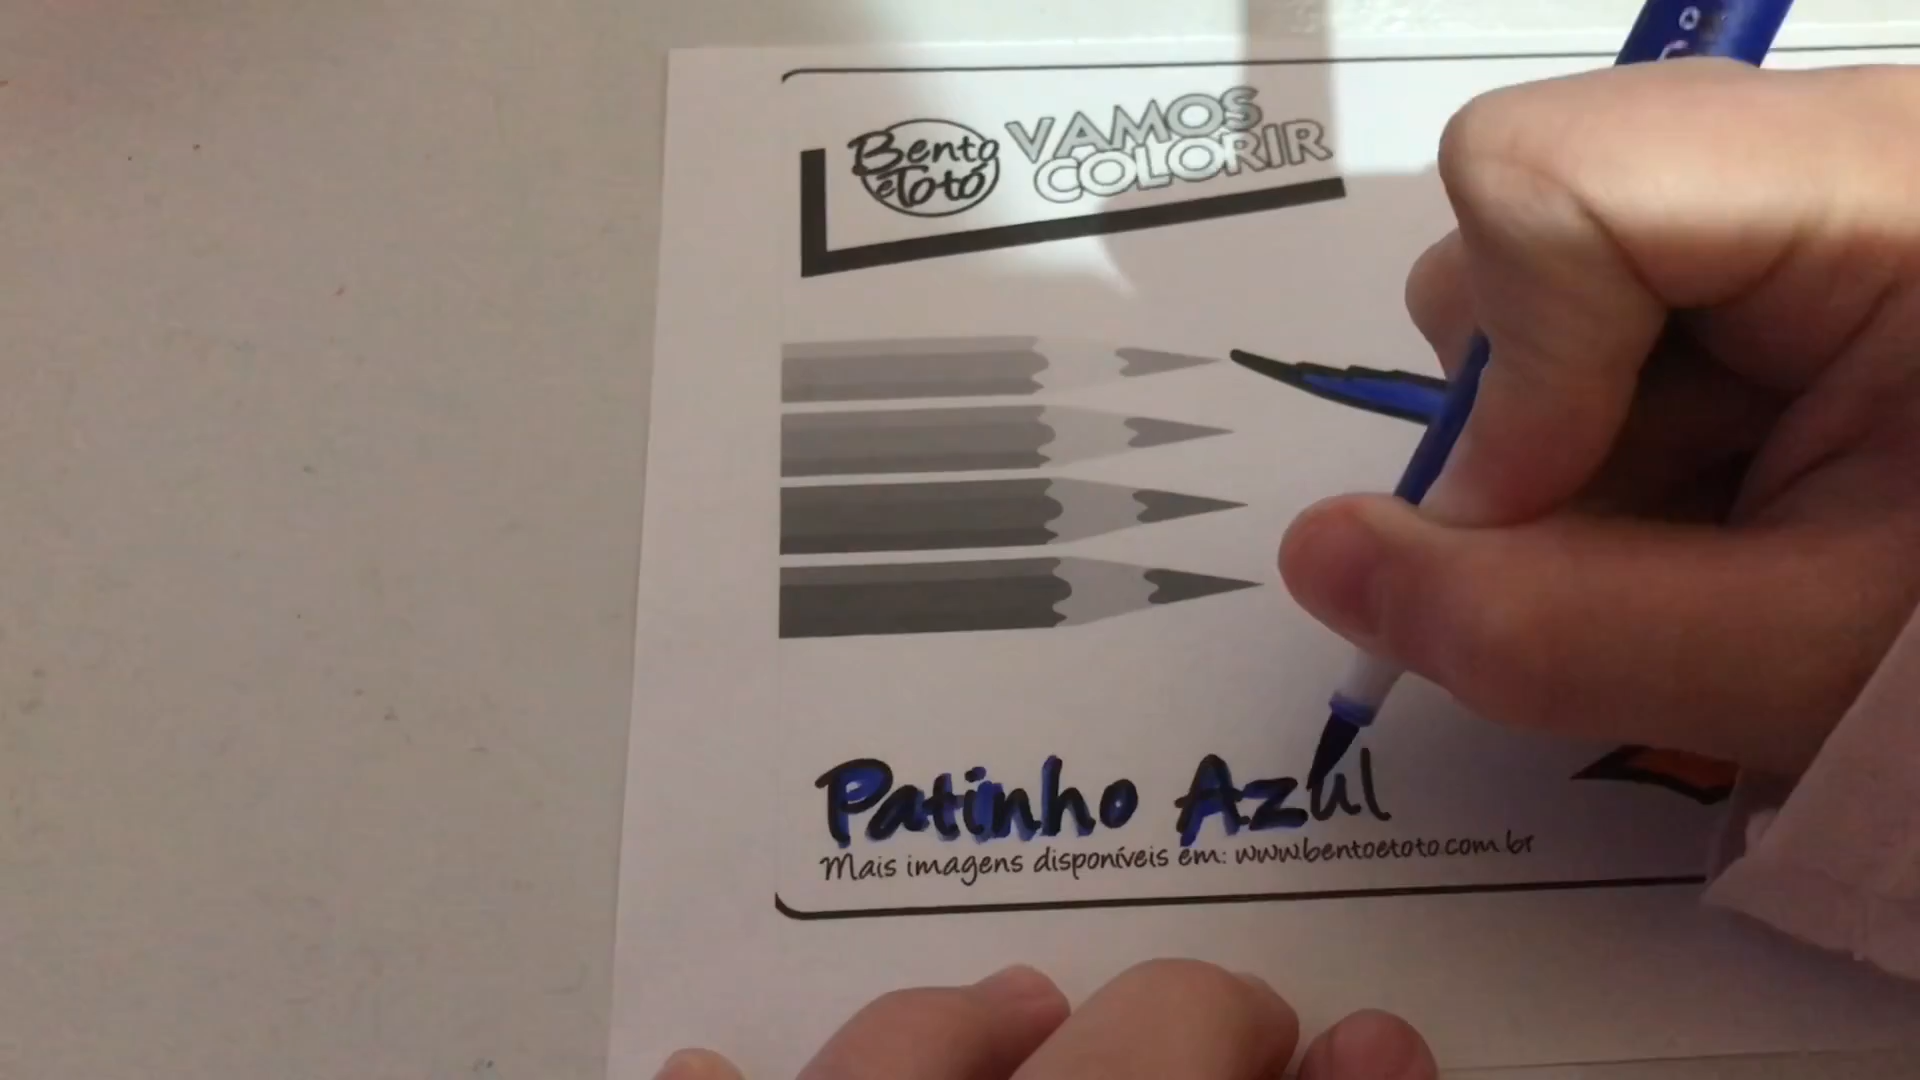 Bento
e Totó
VAMOS
COLORIR
Patinho Azul
Mais imagens disponíveis em: www.bentoetoto.com.br